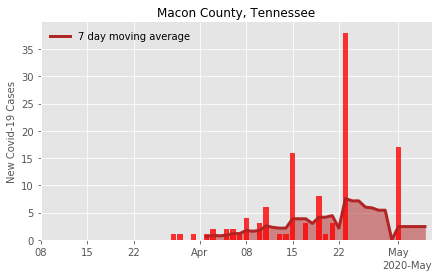 Macon County, Tennessee
7 day moving average
New Covid-19 Cases
35
30
25
20
15
10
5
0
08
15
22
Apr
08
15
22
May
2020-May